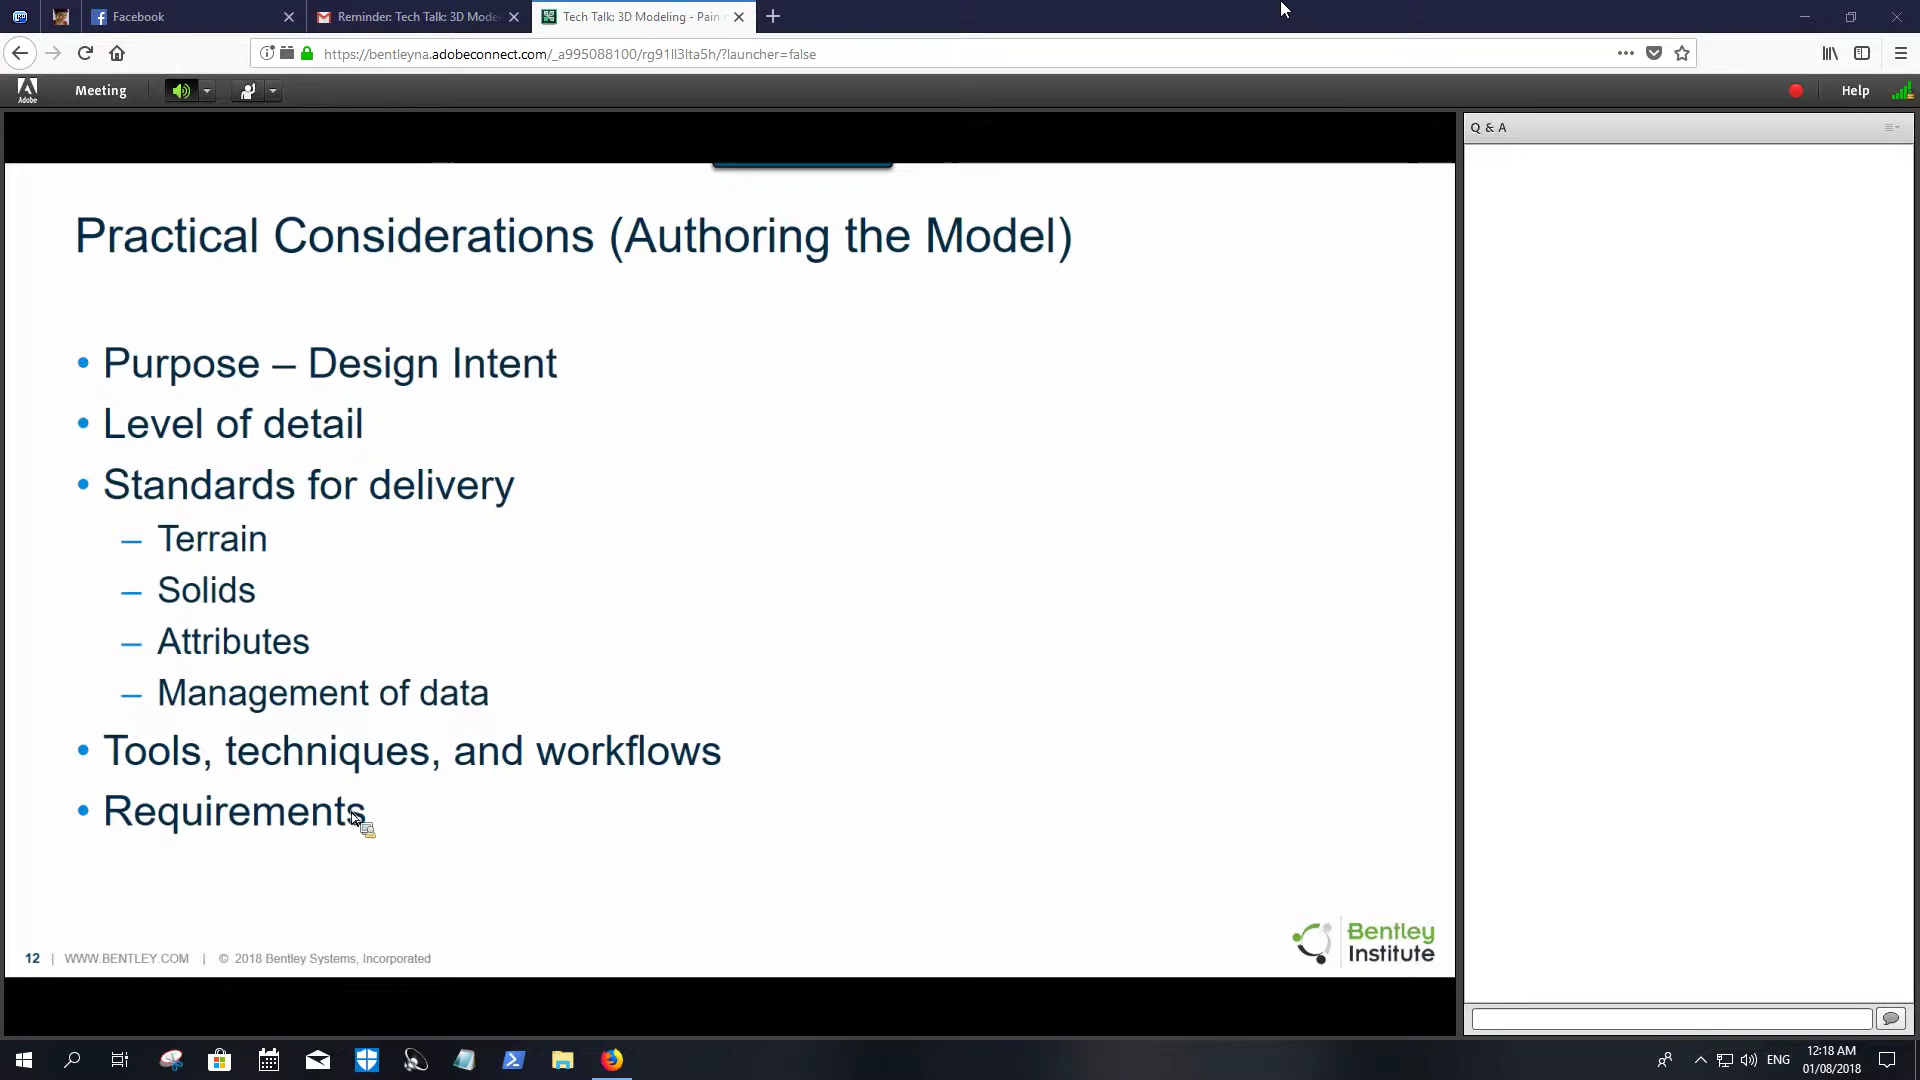 Facebook
Reminder: Tech Talk: 3D Mode
Tech Talk: 3D Modeling - Pain
https://bentleyna.adobeconnect.com/_a995088100/rg91ll3lta5h/?launcher=false
Adobe
Meeting
Help
Q & A
Practical Considerations (Authoring the Model)
• Purpose – Design Intent
• Level of detail
• Standards for delivery
– Terrain
– Solids
– Attributes
– Management of data
• Tools, techniques, and workflows
• Requirements
12 | WWW.BENTLEY.COM | © 2018 Bentley Systems, Incorporated
Bentley
Institute
ENG
12:18 AM
01/08/2018